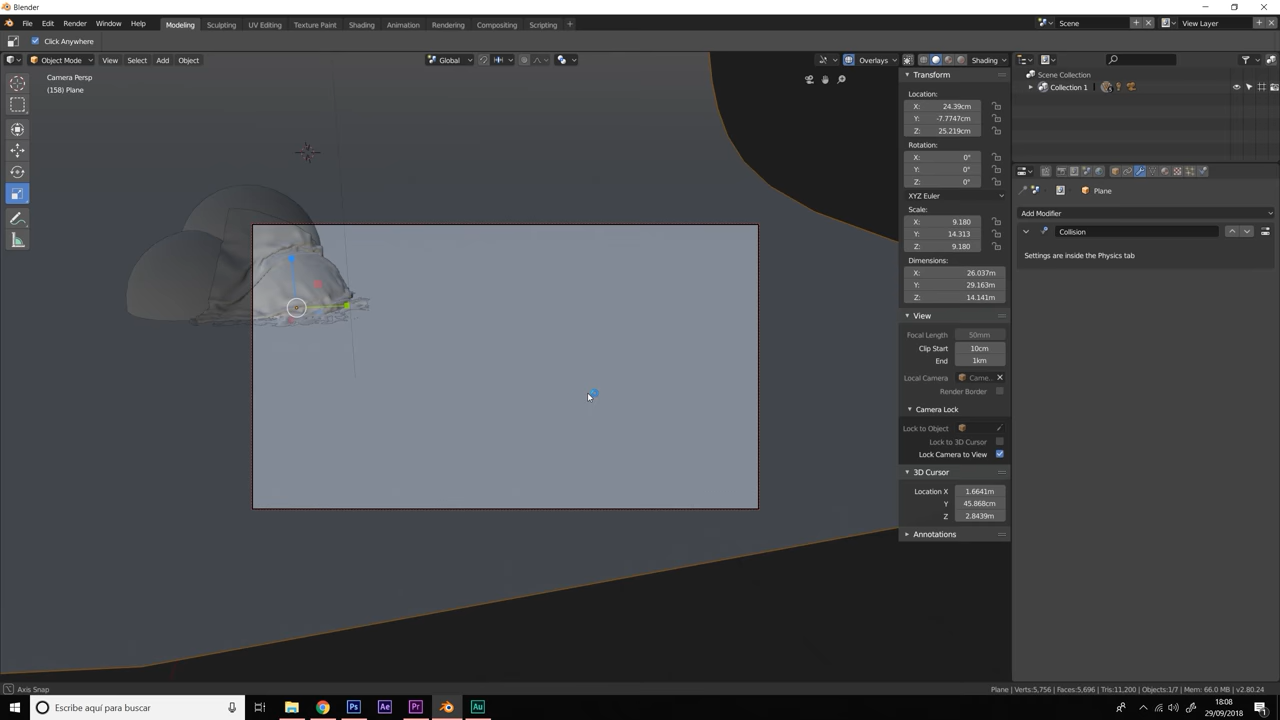 Blender
File Edit Render Window Help Modeling Sculpting UV Editing Texture Paint Shading Animation Rendering Compositing Scripting + Scene View Layer
Click Anywhere
Object Mode View Select Add Object Global Overlays Shading
Camera Persp
(158) Plane
Transform
Location:
X: 24.39cm
Y: -7.7747cm
Z: 25.219cm
Rotation:
X: 0°
Y: 0°
Z: 0°
XYZ Euler
Scale:
X: 9.180
Y: 14.313
Z: 9.180
Dimensions:
X: 26.037m
Y: 29.163m
Z: 14.141m
View
Focal Length 50mm
Clip Start 10cm
End 1km
Local Camera Came..
Render Border
Camera Lock
Lock to Object
Lock to 3D Cursor
Lock Camera to View
3D Cursor
Location X 1.6641m
Y 45.868cm
Z 2.8439m
Annotations
Scene Collection
Collection 1
Plane
Add Modifier
Collision
Settings are inside the Physics tab
Axis Snap
Plane | Verts:5,756 | Faces:5,696 | Tris:11,200 | Objects:1/7 | Mem: 66.0 MB | v2.80.24
Escribe aquí para buscar
Ps Ae Pr Au
18:08
29/09/2018